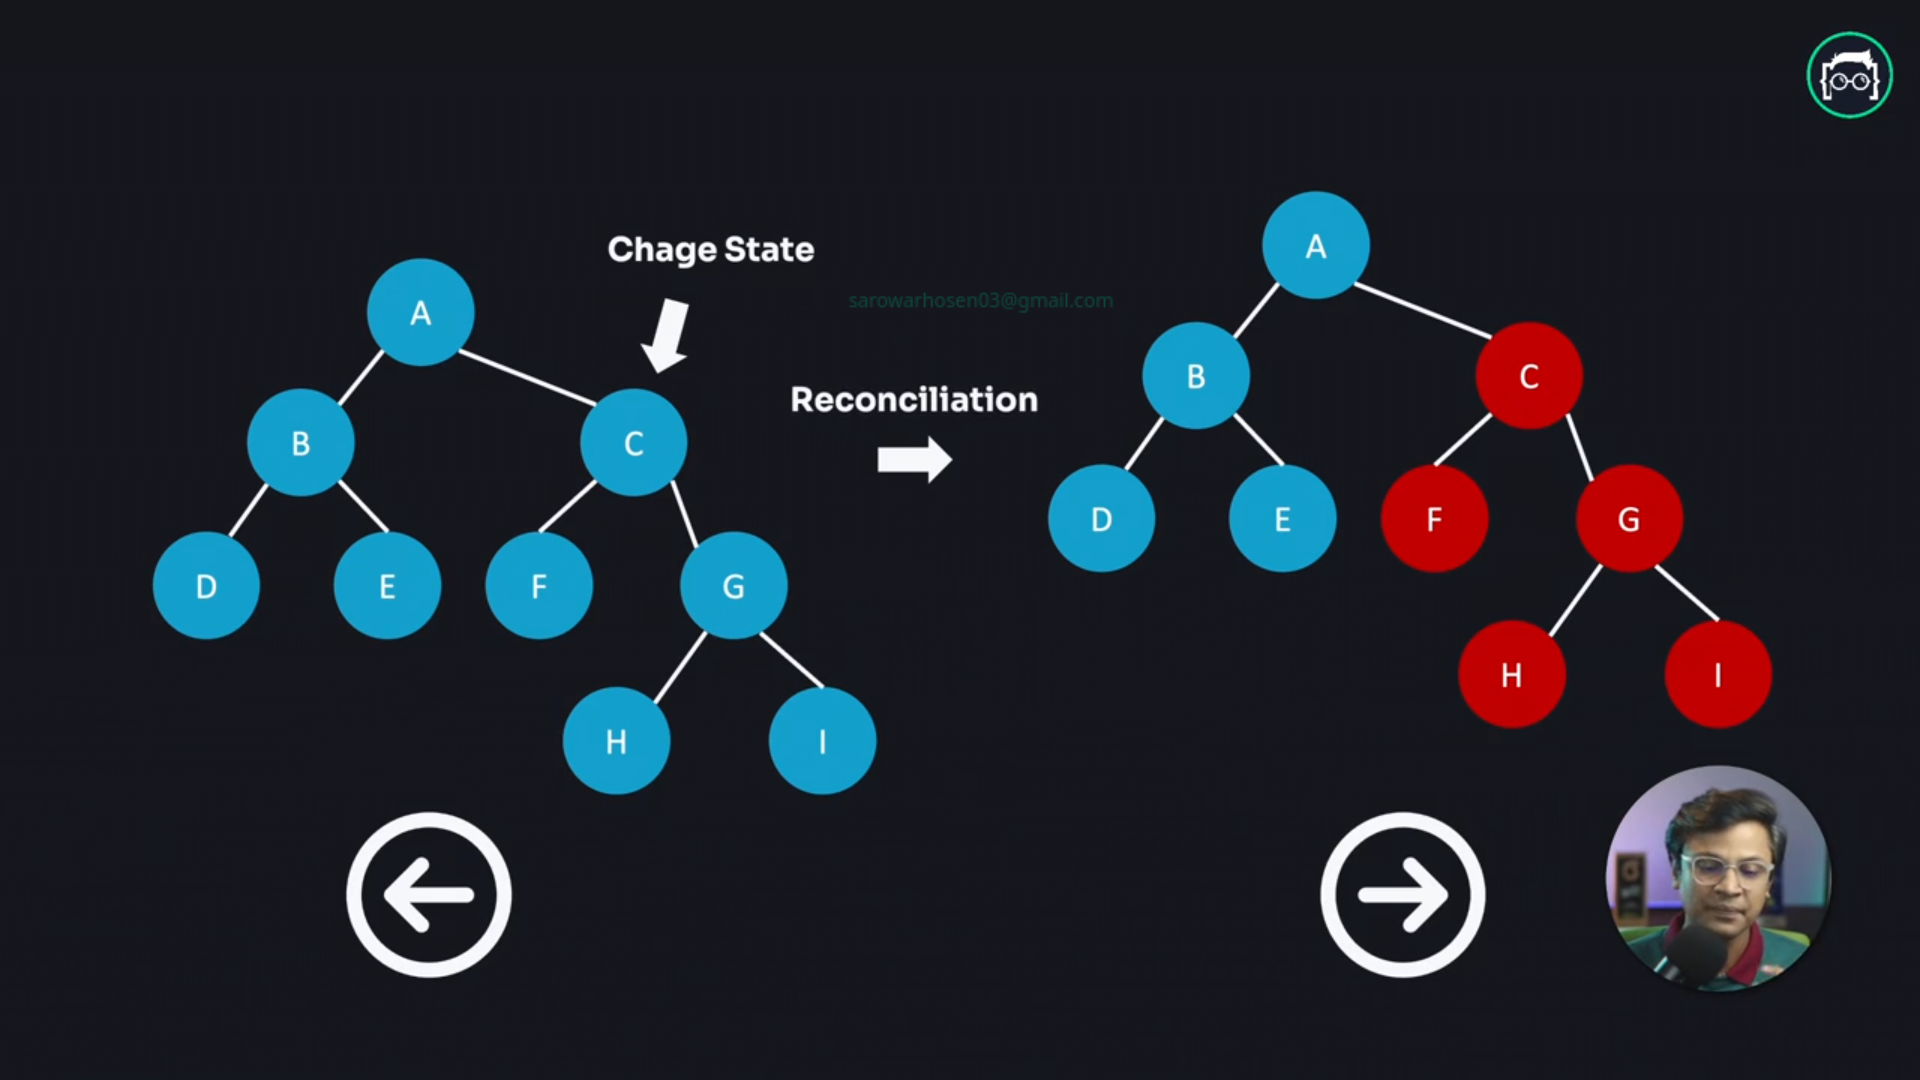 Chage State
sarowarhosen03@gmail.com
Reconciliation
A
B
C
D
E
F
G
H
I
A
B
C
D
E
F
G
H
I